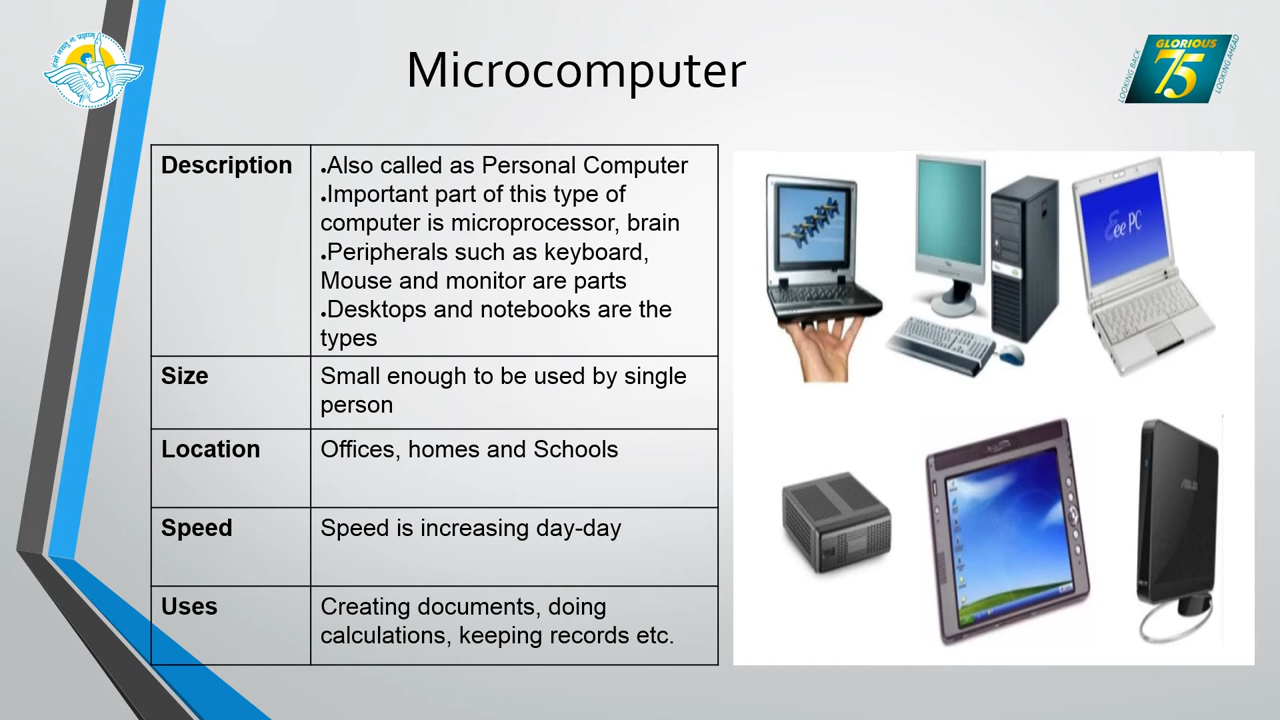 Microcomputer
GLORIOUS
75
LOOKING BACK
LOOKING AHEAD
Description
•Also called as Personal Computer
•Important part of this type of
computer is microprocessor, brain
•Peripherals such as keyboard,
Mouse and monitor are parts
•Desktops and notebooks are the
types
Size
Small enough to be used by single
person
Location
Offices, homes and Schools
Speed
Speed is increasing day-day
Uses
Creating documents, doing
calculations, keeping records etc.
Eee PC
ASUS